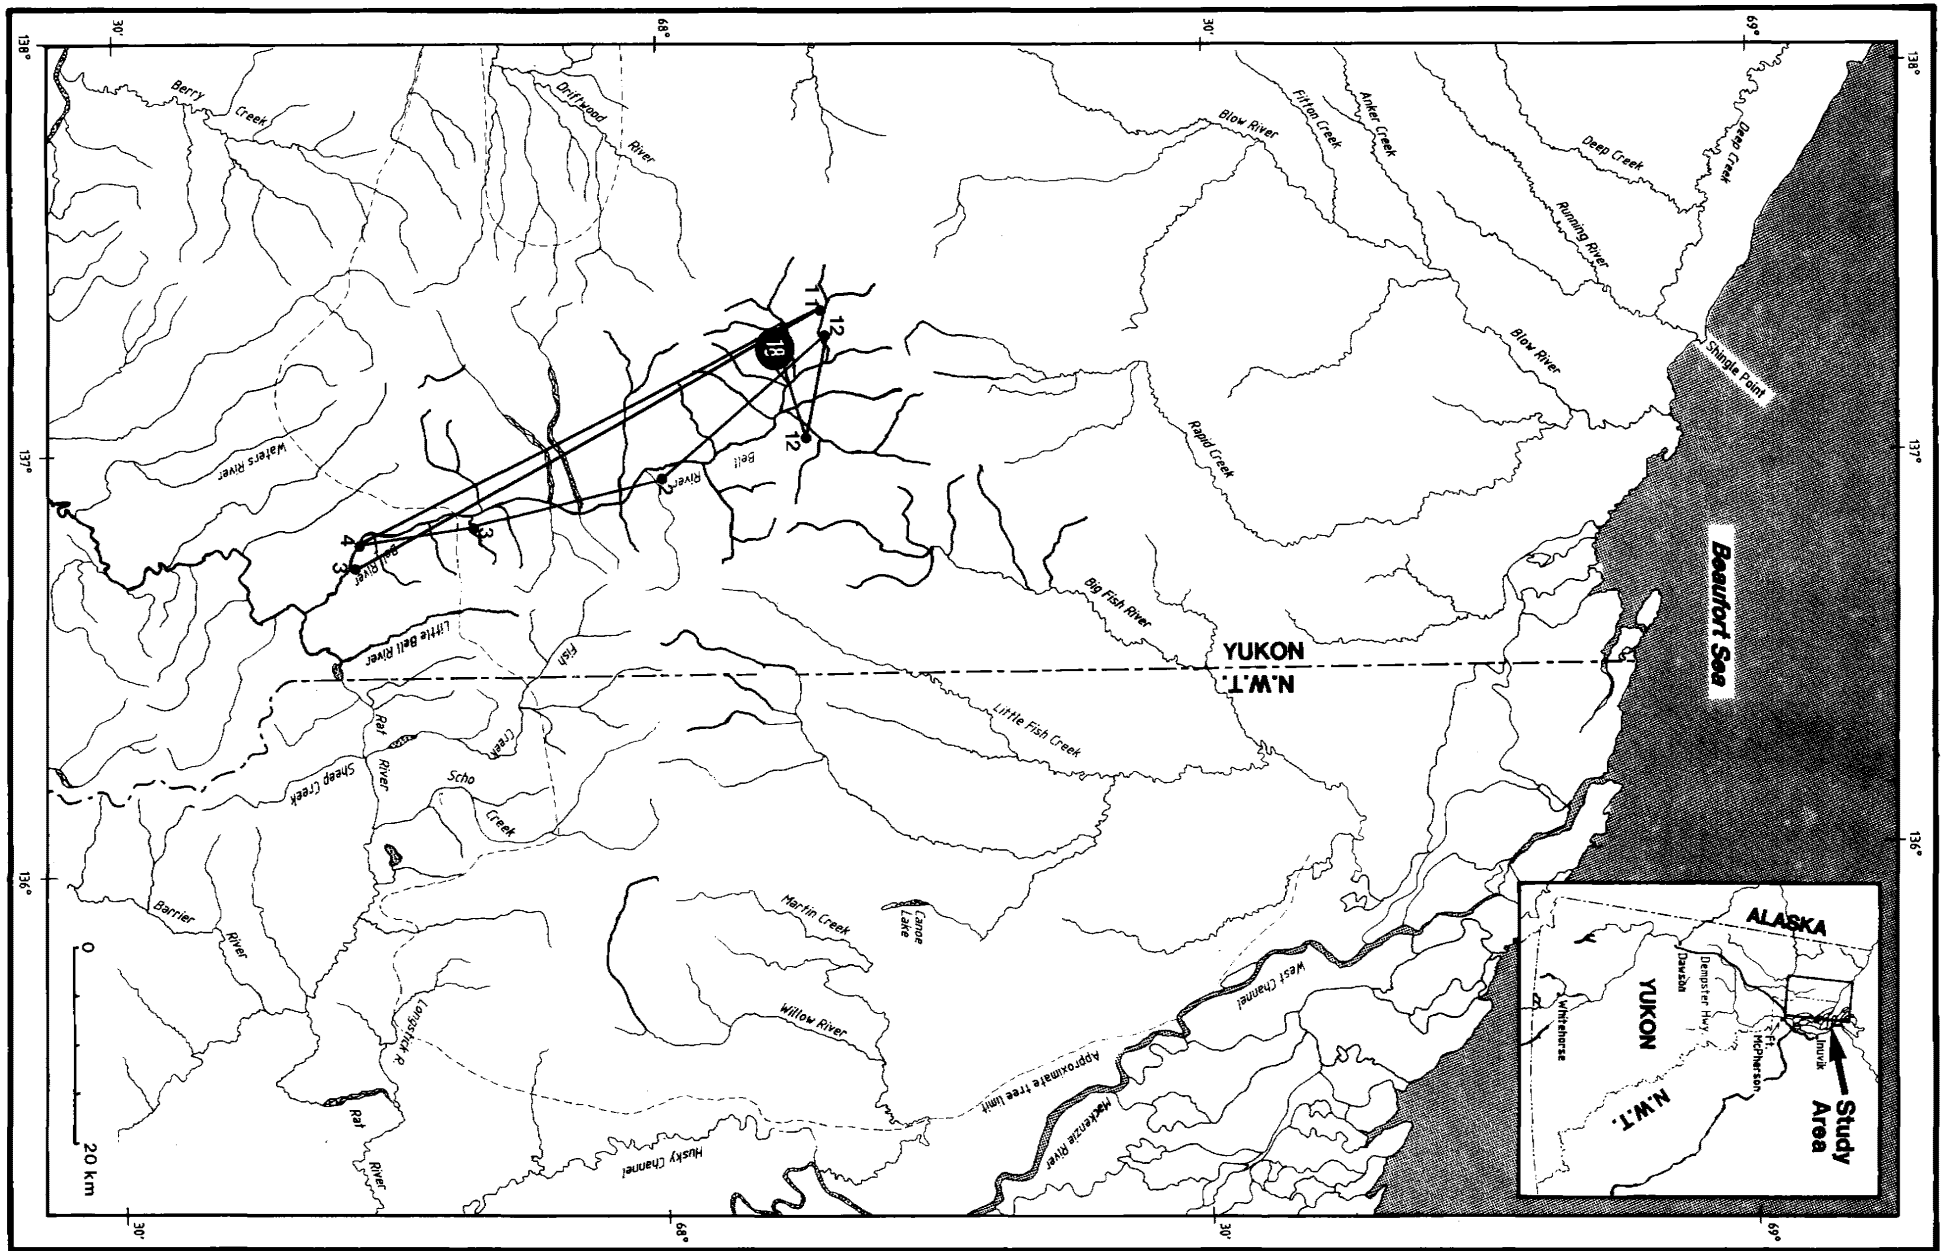 30'
68°
30'
69°
138°
138°
Berry
Creek
Driftwood
River
Blow River
Fitton Creek
Anker Creek
Deep Creek
Deep Creek
Running River
Blow River
Shingle Point
11
12
18
12
2
3
4
3
Waters River
137°
137°
Bell
River
Bell River
Little Bell River
Rapid Creek
Big Fish River
Beaufort Sea
YUKON
N.W.T.
Fish
Creek
Little Fish Creek
Rat
River
Sheep Creek
Scho
Creek
136°
136°
Barrier
River
Martin Creek
Canoe
Lake
Willow River
West Channel
Approximate tree limit
Mackenzie River
Longstick R.
Rat
River
Husky Channel
0
20 km
ALASKA
Dawson
Dempster Hwy.
YUKON
Whitehorse
Ft.
McPherson
Inuvik
N.W.T.
Study
Area
30'
68°
30'
69°